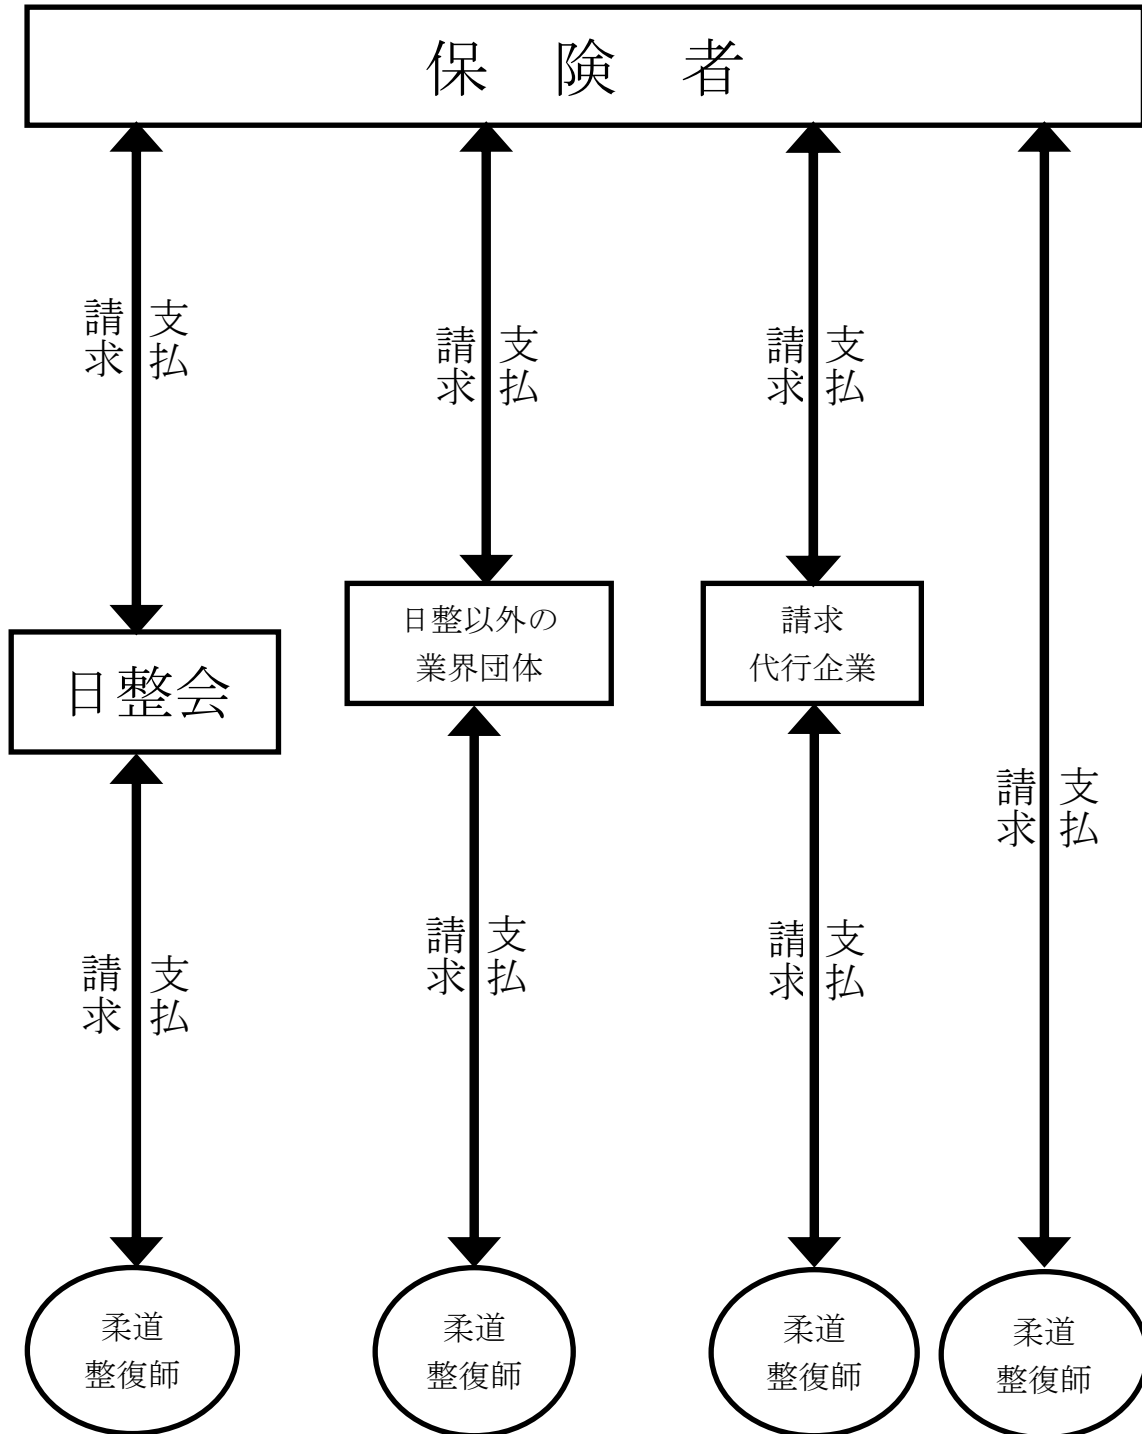 保　険　者
請求
支払
請求
支払
請求
支払
日整以外の
業界団体
請求
代行企業
日整会
請求
支払
請求
支払
請求
支払
請求
支払
柔道
整復師
柔道
整復師
柔道
整復師
柔道
整復師